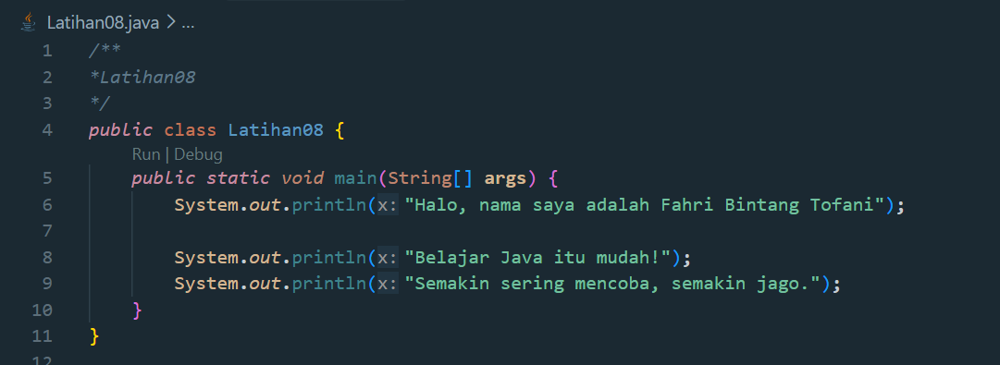 Latihan08.java > ...
1 /**
2 *Latihan08
3 */
4 public class Latihan08 {
Run | Debug
5 public static void main(String[] args) {
6 System.out.println(x: "Halo, nama saya adalah Fahri Bintang Tofani");
7
8 System.out.println(x: "Belajar Java itu mudah!");
9 System.out.println(x: "Semakin sering mencoba, semakin jago.");
10 }
11 }
12